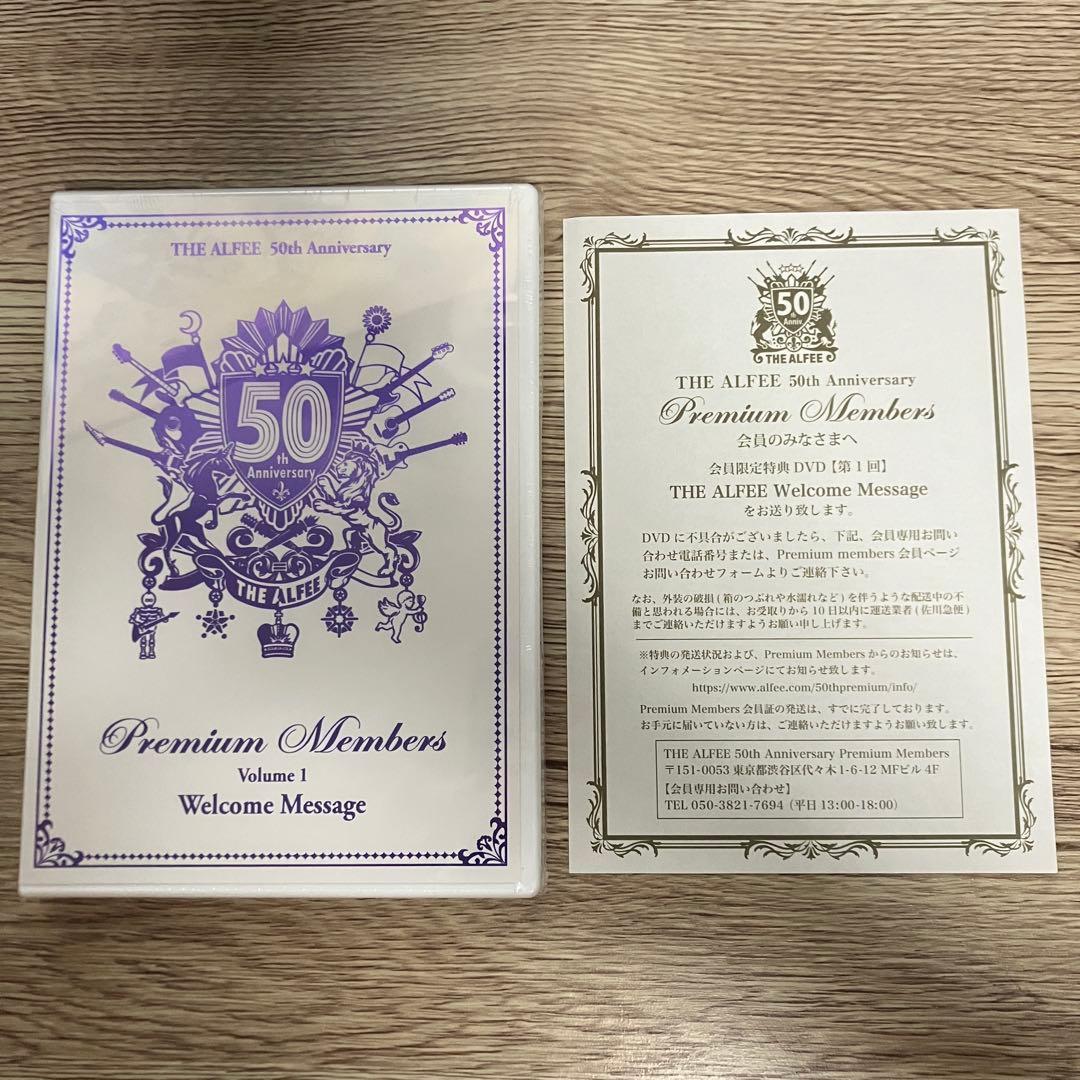 THE ALFEE 50th Anniversary
50
th
Anniversary
THE ALFEE
Premium Members
Volume 1
Welcome Message
50
th
Anniv.
THE ALFEE
THE ALFEE 50th Anniversary
Premium Members
会員のみなさまへ
会員限定特典 DVD【第1回】
THE ALFEE Welcome Message
をお送り致します。
DVD に不具合がございましたら、下記、会員専用お問い
合わせ電話番号または、Premium members 会員ページ
お問い合わせフォームよりご連絡下さい。
なお、外装の破損(箱のつぶれや水濡れなど)を伴うような配送中の不
備と思われる場合には、お受取りから10日以内に運送業者(佐川急便)
までご連絡いただけますようお願い申し上げます。
※特典の発送状況および、Premium Members からのお知らせは、
インフォメーションページにてお知らせ致します。
https://www.alfee.com/50thpremium/info/
Premium Members 会員証の発送は、すでに完了しております。
お手元に届いていない方は、ご連絡いただけますようお願い致します。
THE ALFEE 50th Anniversary Premium Members
〒151-0053 東京都渋谷区代々木1-6-12 MFビル 4F
【会員専用お問い合わせ】
TEL 050-3821-7694（平日 13:00-18:00）